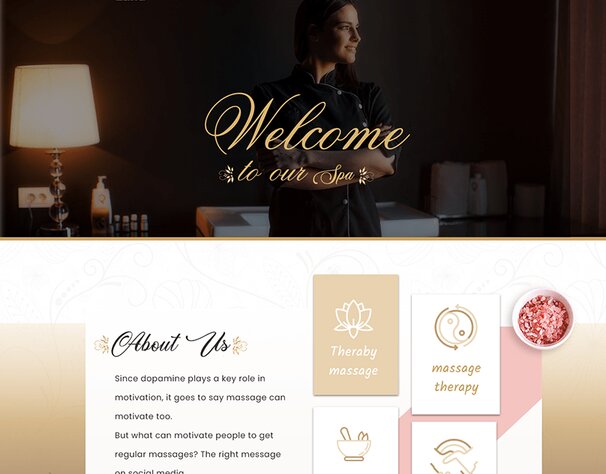 Welcome
to our Spa
About Us
Since dopamine plays a key role in
motivation, it goes to say massage can
motivate too.
But what can motivate people to get
regular massages? The right message
on social media
Theraby
massage
massage
therapy